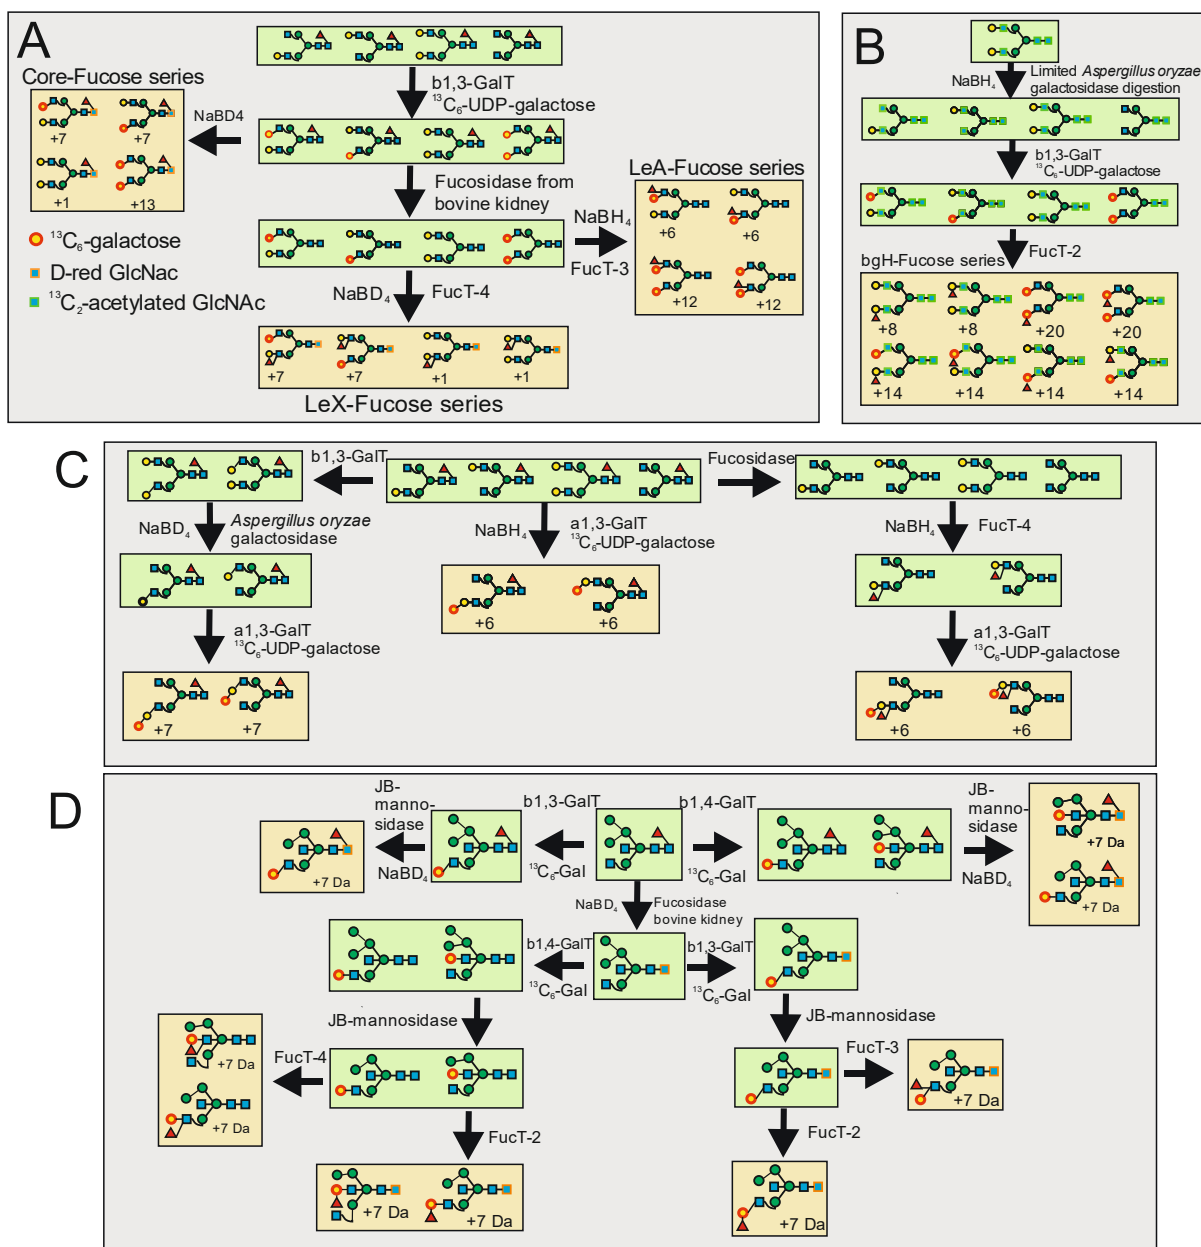 A
Core-Fucose series
+7
+7
+1
+13
NaBD4
b1,3-GalT
¹³C₆-UDP-galactose
Fucosidase from
bovine kidney
¹³C₆-galactose
D-red GlcNac
¹³C₂-acetylated GlcNAc
NaBH₄
FucT-3
LeA-Fucose series
+6
+6
+12
+12
NaBD₄
FucT-4
+7
+7
+1
+1
LeX-Fucose series
B
NaBH₄
Limited Aspergillus oryzae
galactosidase digestion
b1,3-GalT
¹³C₆-UDP-galactose
FucT-2
bgH-Fucose series
+8
+8
+20
+20
+14
+14
+14
+14
C
b1,3-GalT
Fucosidase
NaBD₄
Aspergillus oryzae
galactosidase
NaBH₄
a1,3-GalT
¹³C₆-UDP-galactose
NaBH₄
FucT-4
+6
+6
a1,3-GalT
¹³C₆-UDP-galactose
a1,3-GalT
¹³C₆-UDP-galactose
+7
+7
+6
+6
D
JB-
manno-
sidase
NaBD₄
b1,3-GalT
¹³C₆-Gal
b1,4-GalT
¹³C₆-Gal
JB-
manno-
sidase
NaBD₄
+7 Da
+7 Da
+7 Da
NaBD₄
Fucosidase
bovine kidney
b1,4-GalT
¹³C₆-Gal
b1,3-GalT
¹³C₆-Gal
JB-mannosidase
JB-mannosidase
FucT-4
+7 Da
+7 Da
FucT-3
+7 Da
FucT-2
FucT-2
+7 Da
+7 Da
+7 Da